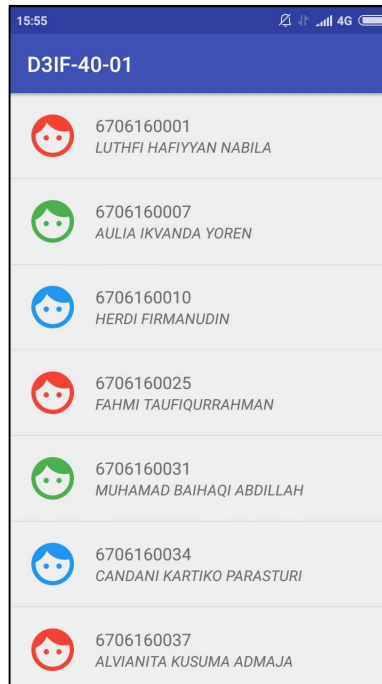 15:55
4G
D3IF-40-01
6706160001
LUTHFI HAFIYYAN NABILA
6706160007
AULIA IKVANDA YOREN
6706160010
HERDI FIRMANUDIN
6706160025
FAHMI TAUFIQURRAHMAN
6706160031
MUHAMAD BAIHAQI ABDILLAH
6706160034
CANDANI KARTIKO PARASTURI
6706160037
ALVIANITA KUSUMA ADMAJA